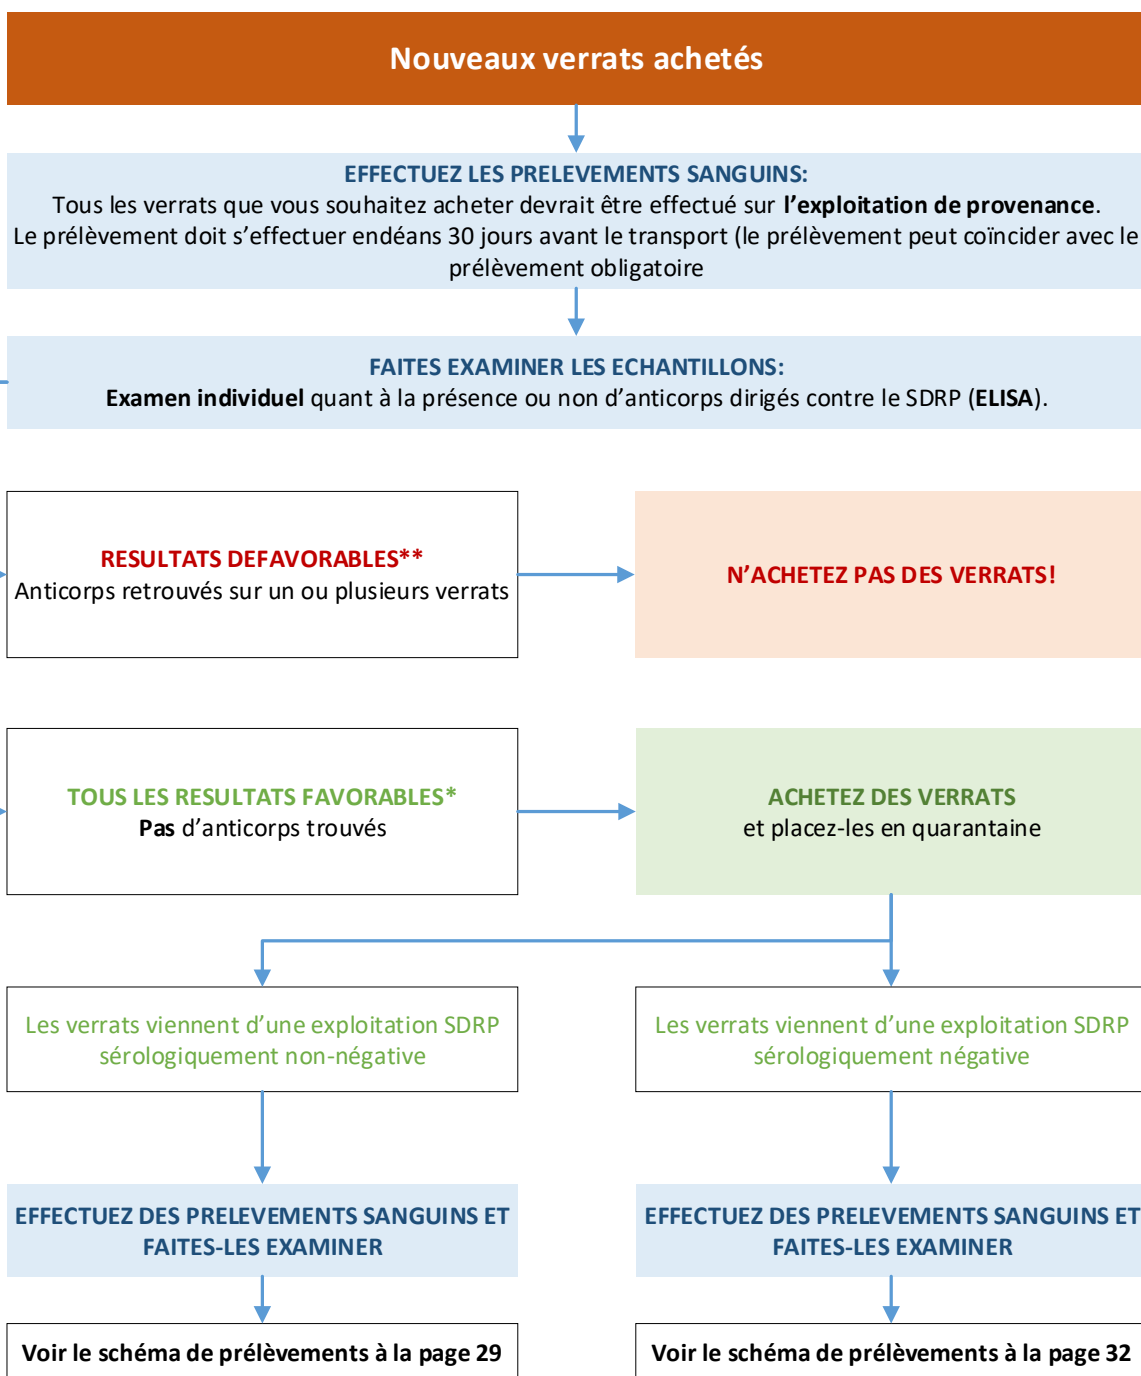 Nouveaux verrats achetés
EFFECTUEZ LES PRELEVEMENTS SANGUINS:
Tous les verrats que vous souhaitez acheter devrait être effectué sur l’exploitation de provenance.
Le prélèvement doit s’effectuer endéans 30 jours avant le transport (le prélèvement peut coïncider avec le
prélèvement obligatoire
FAITES EXAMINER LES ECHANTILLONS:
Examen individuel quant à la présence ou non d’anticorps dirigés contre le SDRP (ELISA).
RESULTATS DEFAVORABLES**
Anticorps retrouvés sur un ou plusieurs verrats
N’ACHETEZ PAS DES VERRATS!
TOUS LES RESULTATS FAVORABLES*
Pas d’anticorps trouvés
ACHETEZ DES VERRATS
et placez-les en quarantaine
Les verrats viennent d’une exploitation SDRP
sérologiquement non-négative
Les verrats viennent d’une exploitation SDRP
sérologiquement négative
EFFECTUEZ DES PRELEVEMENTS SANGUINS ET
FAITES-LES EXAMINER
EFFECTUEZ DES PRELEVEMENTS SANGUINS ET
FAITES-LES EXAMINER
Voir le schéma de prélèvements à la page 29
Voir le schéma de prélèvements à la page 32